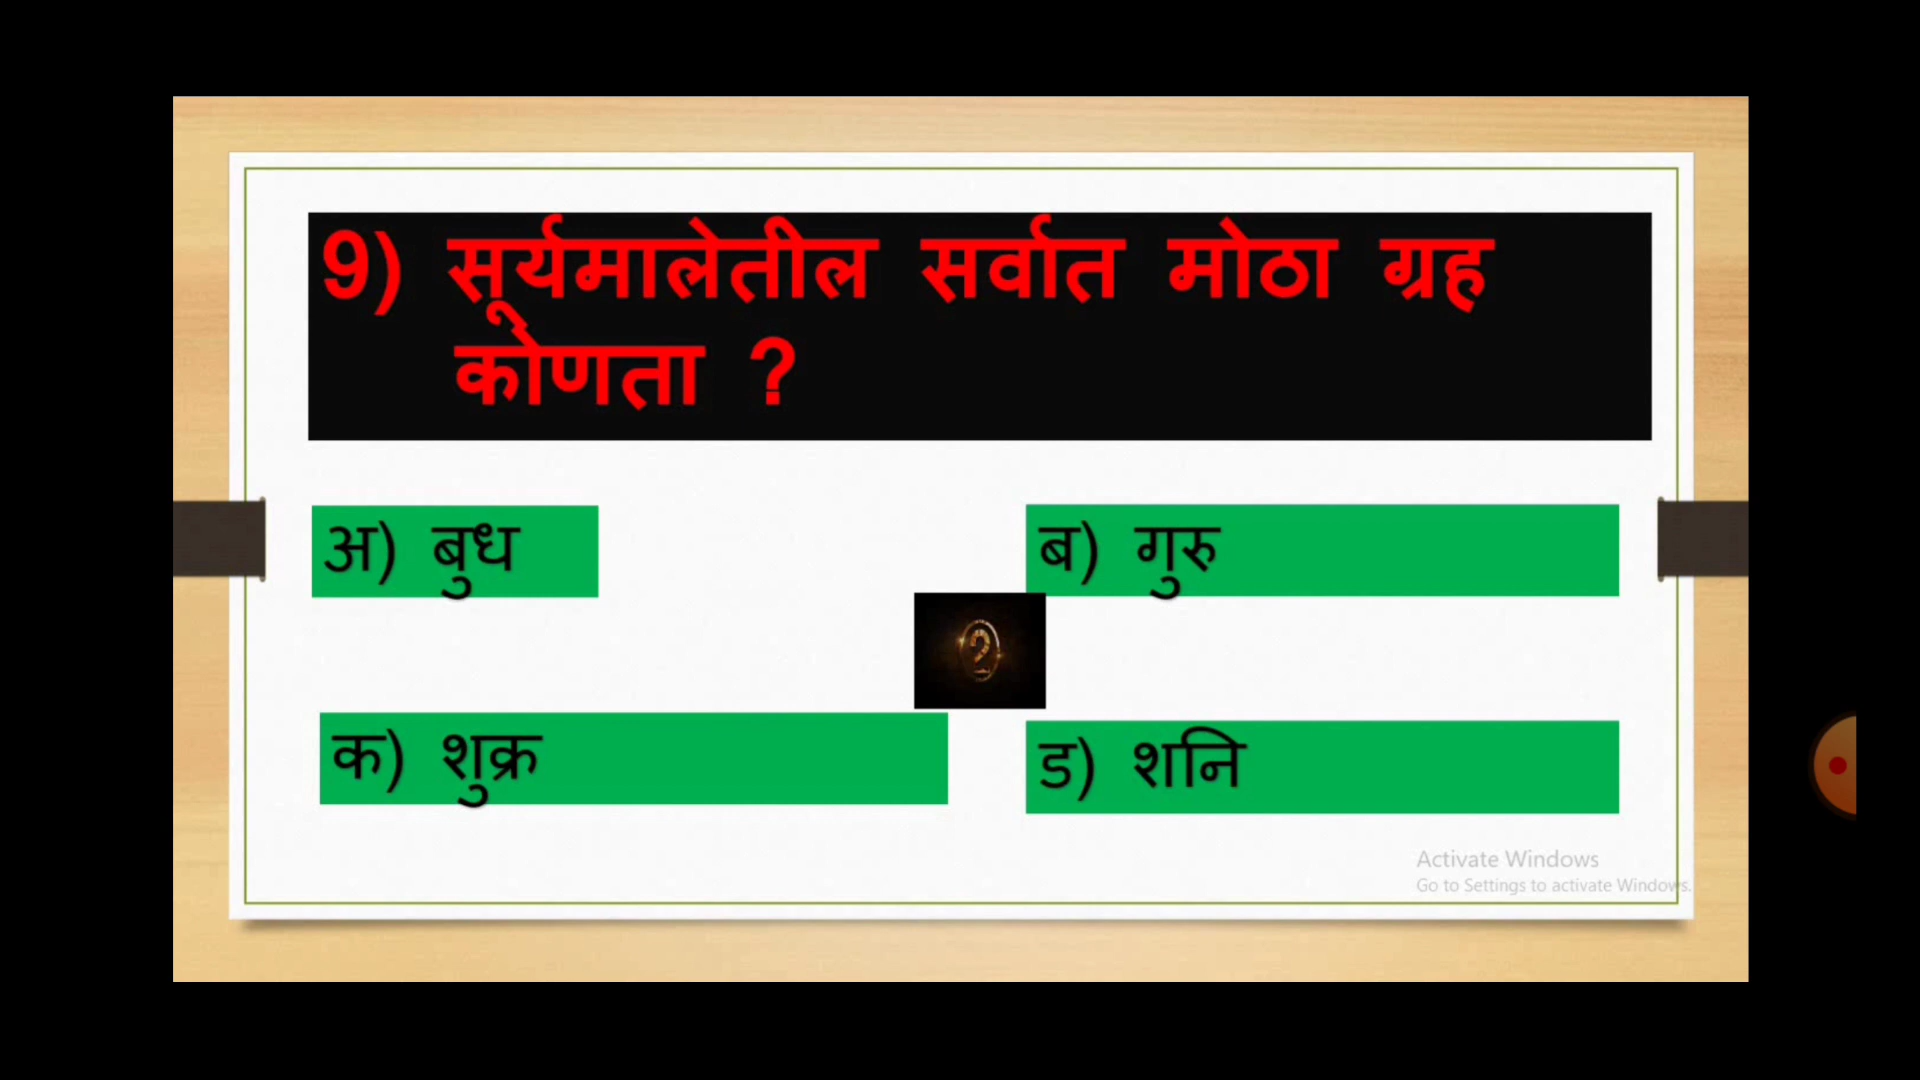 9) सूर्यमालेतील सर्वात मोठा ग्रह
कोणता ?
अ) बुध
ब) गुरु
क) शुक्र
ड) शनि
Activate Windows
Go to Settings to activate Windows.